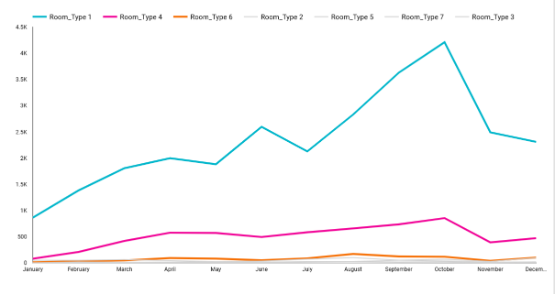 Room_Type 1 Room_Type 4 Room_Type 6 Room_Type 2 Room_Type 5 Room_Type 7 Room_Type 3
4.5K
4K
3.5K
3K
2.5K
2K
1.5K
1K
500
0
January February March April May June July August September October November Decem...